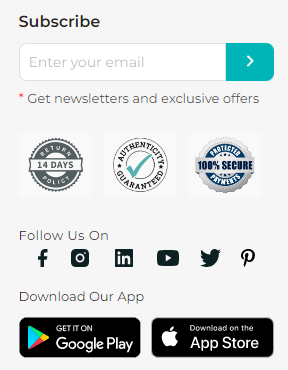 Subscribe
Enter your email
* Get newsletters and exclusive offers
RETURN
14 DAYS
POLICY
AUTHENTICITY
GUARANTEED
PROTECTED
100% SECURE
PAYMENTS
Follow Us On
Download Our App
GET IT ON
Google Play
Download on the
App Store